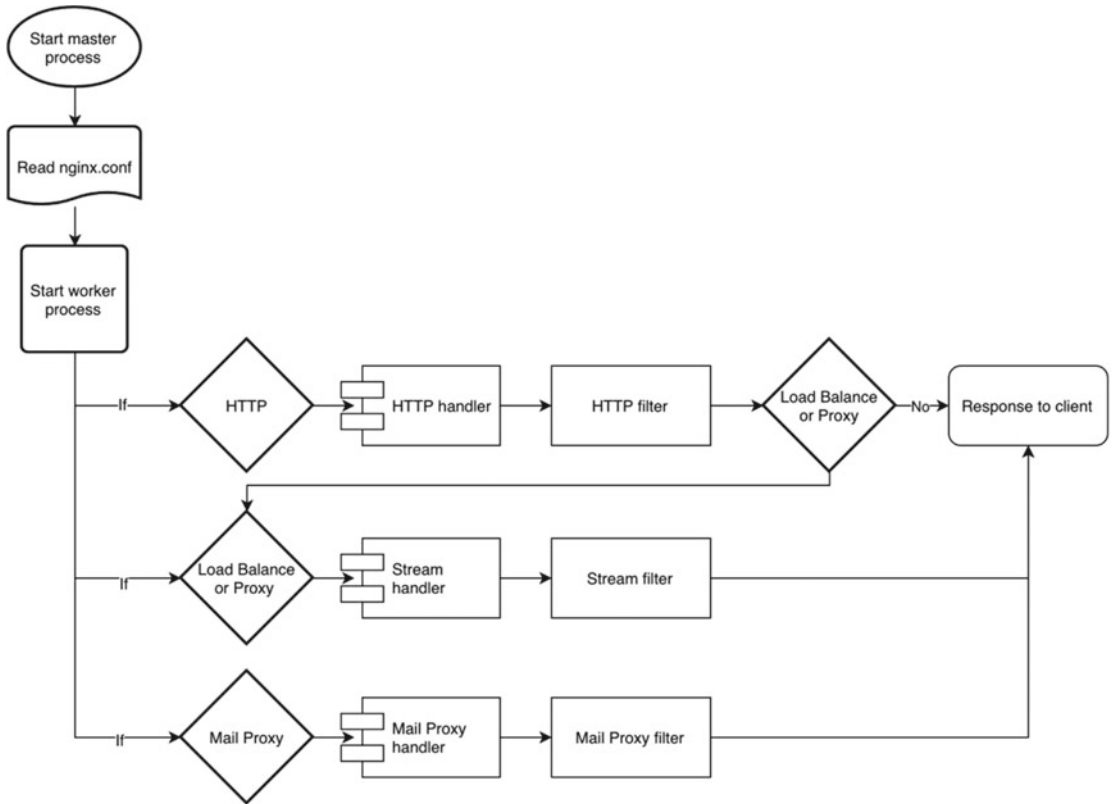 Start master
process
Read nginx.conf
Start worker
process
If
HTTP
HTTP handler
HTTP filter
Load Balance
or Proxy
No
Response to client
If
Load Balance
or Proxy
Stream
handler
Stream filter
If
Mail Proxy
Mail Proxy
handler
Mail Proxy filter